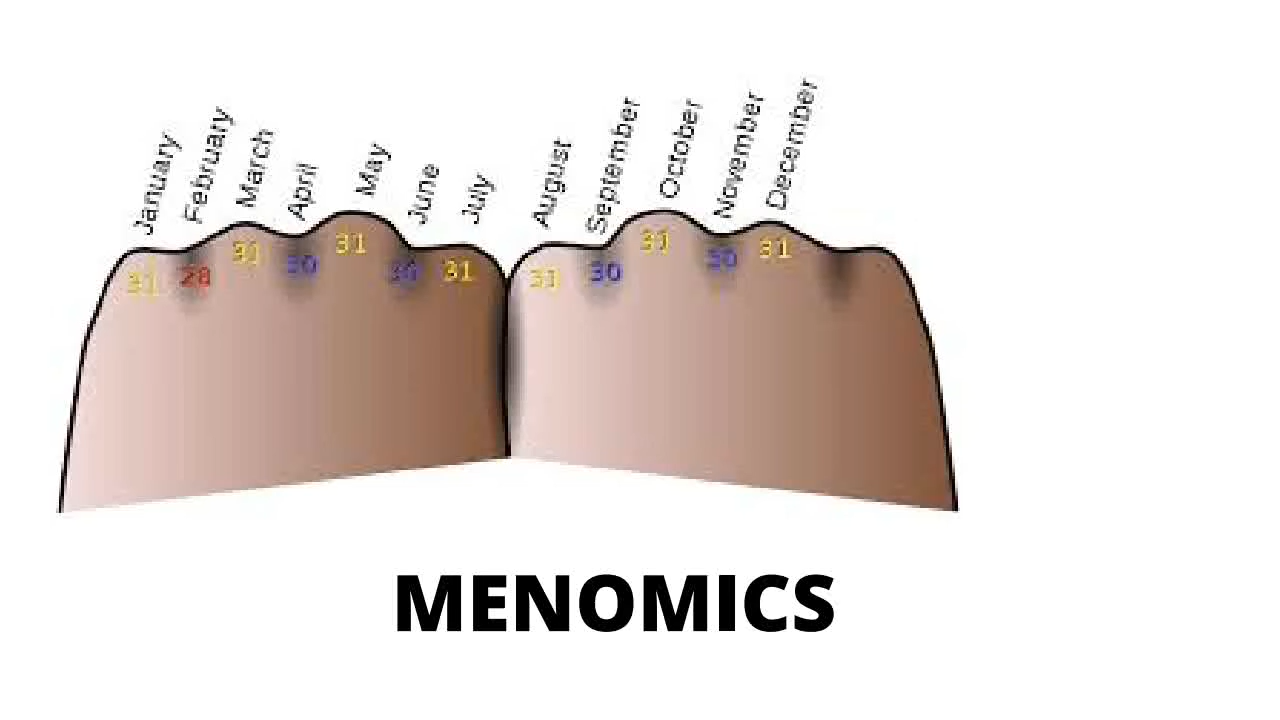 January
February
March
April
May
June
July
August
September
October
November
December
31
28
31
30
31
30
31
31
30
31
30
31
MENOMICS